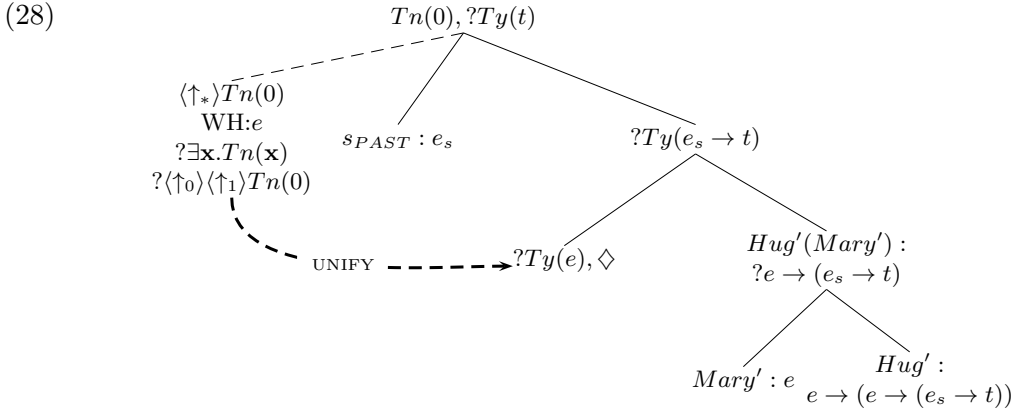 (28)
Tn(0), ?Ty(t)
⟨↑*⟩Tn(0)
WH:e
?∃x.Tn(x)
?⟨↑₀⟩⟨↑₁⟩Tn(0)
s_PAST : e_s
?Ty(e_s → t)
UNIFY
?Ty(e), ◇
Hug′(Mary′) :
?e → (e_s → t)
Mary′ : e
Hug′ :
e → (e → (e_s → t))